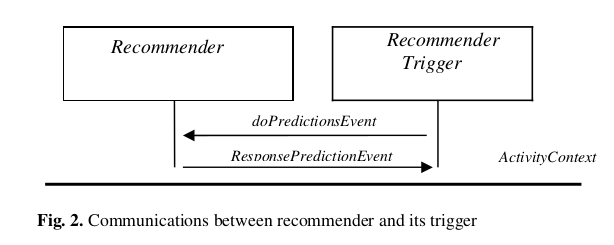 Recommender
Recommender
Trigger
doPredictionsEvent
ResponsePredictionEvent
ActivityContext
Fig. 2. Communications between recommender and its trigger